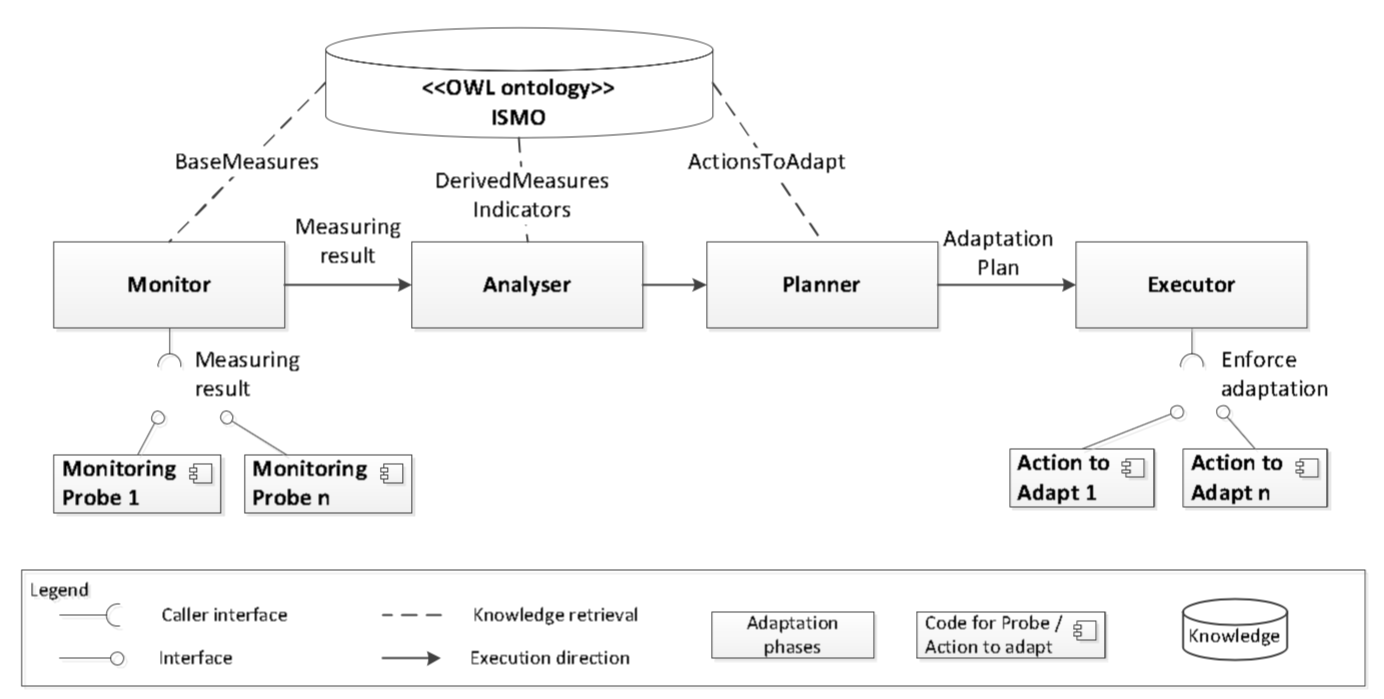 <<OWL ontology>>
ISMO
BaseMeasures
DerivedMeasures
Indicators
ActionsToAdapt
Measuring
result
Adaptation
Plan
Monitor
Analyser
Planner
Executor
Measuring
result
Enforce
adaptation
Monitoring
Probe 1
Monitoring
Probe n
Action to
Adapt 1
Action to
Adapt n
Legend
Caller interface
Knowledge retrieval
Interface
Execution direction
Adaptation
phases
Code for Probe /
Action to adapt
Knowledge